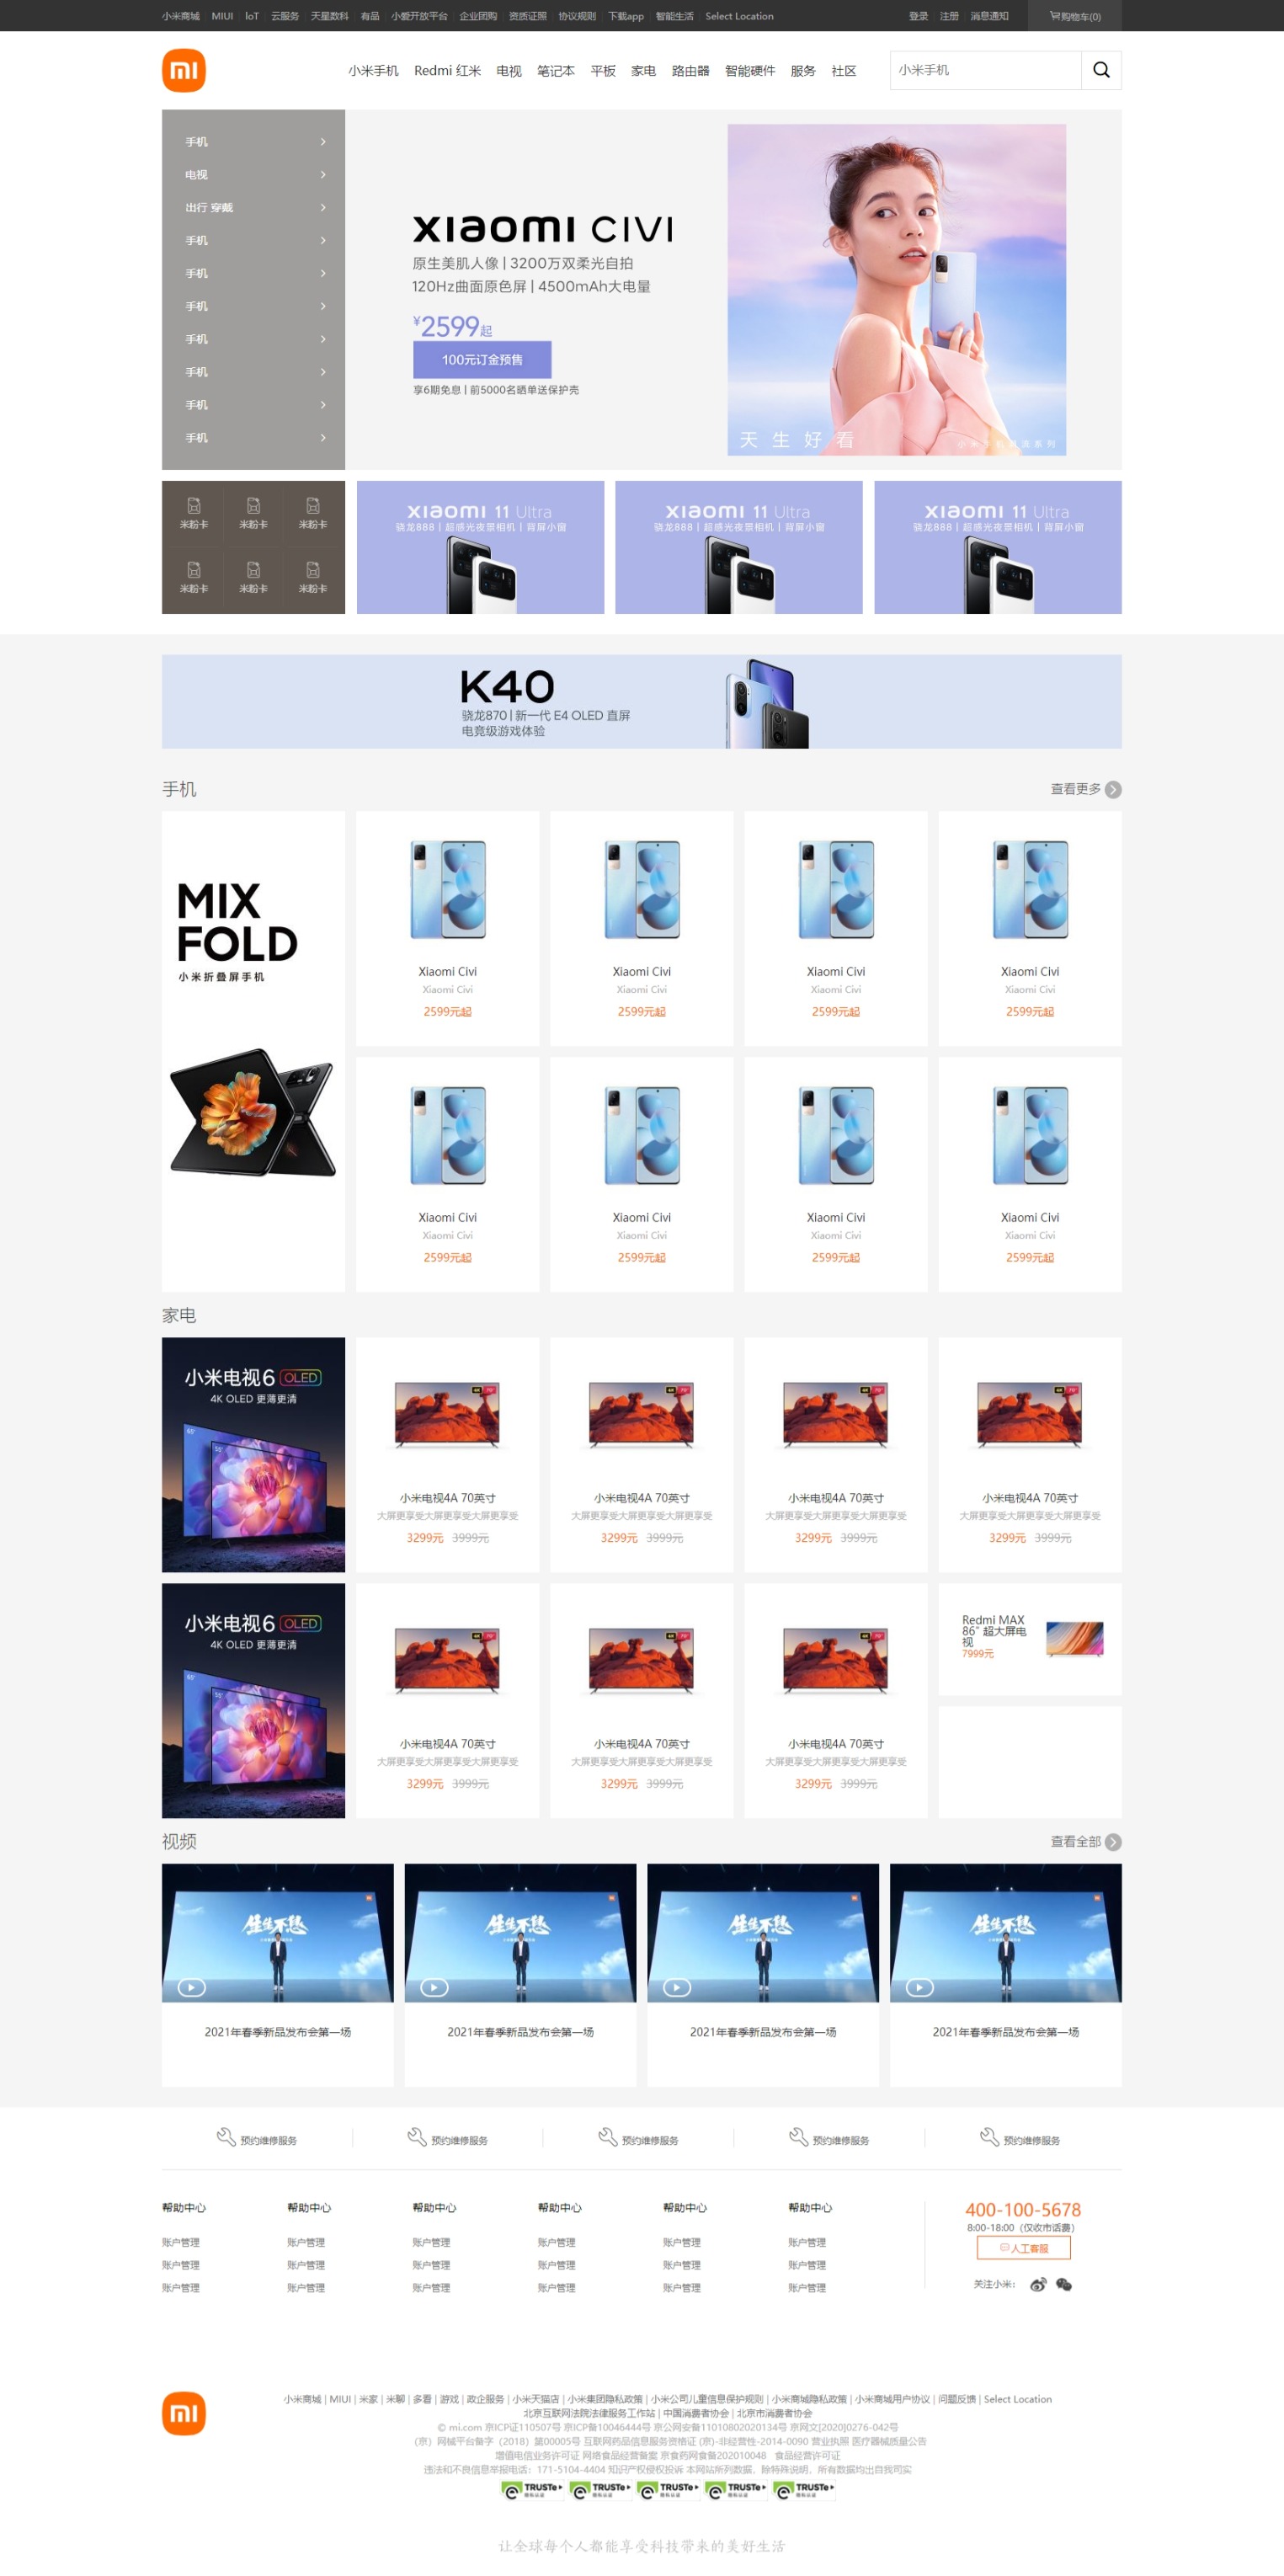 小米商城 MIUI IoT 云服务 天星数科 有品 小爱开放平台 企业团购 资质证照 协议规则 下载app 智能生活 Select Location 登录 注册 消息通知 购物车(0)
小米手机 Redmi 红米 电视 笔记本 平板 家电 路由器 智能硬件 服务 社区 小米手机
手机
电视
出行 穿戴
手机
手机
手机
手机
手机
手机
手机
XIAOMI CIVI
原生美肌人像 | 3200万双柔光自拍
120Hz曲面原色屏 | 4500mAh大电量
¥2599起
100元订金预售
享6期免息 | 前5000名晒单送保护壳
天生好看
米粉卡 米粉卡 米粉卡
米粉卡 米粉卡 米粉卡
XIAOMI 11 Ultra
骁龙888 | 超感光夜景相机 | 背屏小窗
XIAOMI 11 Ultra
骁龙888 | 超感光夜景相机 | 背屏小窗
XIAOMI 11 Ultra
骁龙888 | 超感光夜景相机 | 背屏小窗
K40
骁龙870 | 新一代 E4 OLED 直屏
电竞级游戏体验
手机 查看更多
MIX
FOLD
小米折叠屏手机
Xiaomi Civi Xiaomi Civi Xiaomi Civi Xiaomi Civi
Xiaomi Civi Xiaomi Civi Xiaomi Civi Xiaomi Civi
2599元起 2599元起 2599元起 2599元起
Xiaomi Civi Xiaomi Civi Xiaomi Civi Xiaomi Civi
Xiaomi Civi Xiaomi Civi Xiaomi Civi Xiaomi Civi
2599元起 2599元起 2599元起 2599元起
家电
小米电视6 OLED
4K OLED 更薄更清
65"
55"
小米电视4A 70英寸 小米电视4A 70英寸 小米电视4A 70英寸 小米电视4A 70英寸
大屏更享受大屏更享受大屏更享受 大屏更享受大屏更享受大屏更享受 大屏更享受大屏更享受大屏更享受 大屏更享受大屏更享受大屏更享受
3299元 3999元 3299元 3999元 3299元 3999元 3299元 3999元
小米电视6 OLED
4K OLED 更薄更清
65"
55"
小米电视4A 70英寸 小米电视4A 70英寸 小米电视4A 70英寸
大屏更享受大屏更享受大屏更享受 大屏更享受大屏更享受大屏更享受 大屏更享受大屏更享受大屏更享受
3299元 3999元 3299元 3999元 3299元 3999元
Redmi MAX
86" 超大屏电
视
7999元
视频 查看全部
生生不息 生生不息 生生不息 生生不息
2021年春季新品发布会第一场 2021年春季新品发布会第一场 2021年春季新品发布会第一场 2021年春季新品发布会第一场
预约维修服务 预约维修服务 预约维修服务 预约维修服务 预约维修服务
帮助中心 帮助中心 帮助中心 帮助中心 帮助中心 帮助中心
账户管理 账户管理 账户管理 账户管理 账户管理 账户管理
账户管理 账户管理 账户管理 账户管理 账户管理 账户管理
账户管理 账户管理 账户管理 账户管理 账户管理 账户管理
400-100-5678
8:00-18:00（仅收市话费）
人工客服
关注小米：
小米商城 | MIUI | 米家 | 米聊 | 多看 | 游戏 | 政企服务 | 小米天猫店 | 小米集团隐私政策 | 小米公司儿童信息保护规则 | 小米商城隐私政策 | 小米商城用户协议 | 问题反馈 | Select Location
北京互联网法院法律服务工作站 | 中国消费者协会 | 北京市消费者协会
© mi.com 京ICP证110507号 京ICP备10046444号 京公网安备11010802020134号 京网文[2020]0276-042号
（京）网械平台备字（2018）第00005号 互联网药品信息服务资格证 (京)-非经营性-2014-0090 营业执照 医疗器械质量公告
增值电信业务许可证 网络食品经营备案 京食药网食备202010048 食品经营许可证
违法和不良信息举报电话：171-5104-4404 知识产权侵权投诉 本网站所列数据，除特殊说明，所有数据均出自我司实
TRUSTe TRUSTe TRUSTe TRUSTe TRUSTe
让全球每个人都能享受科技带来的美好生活